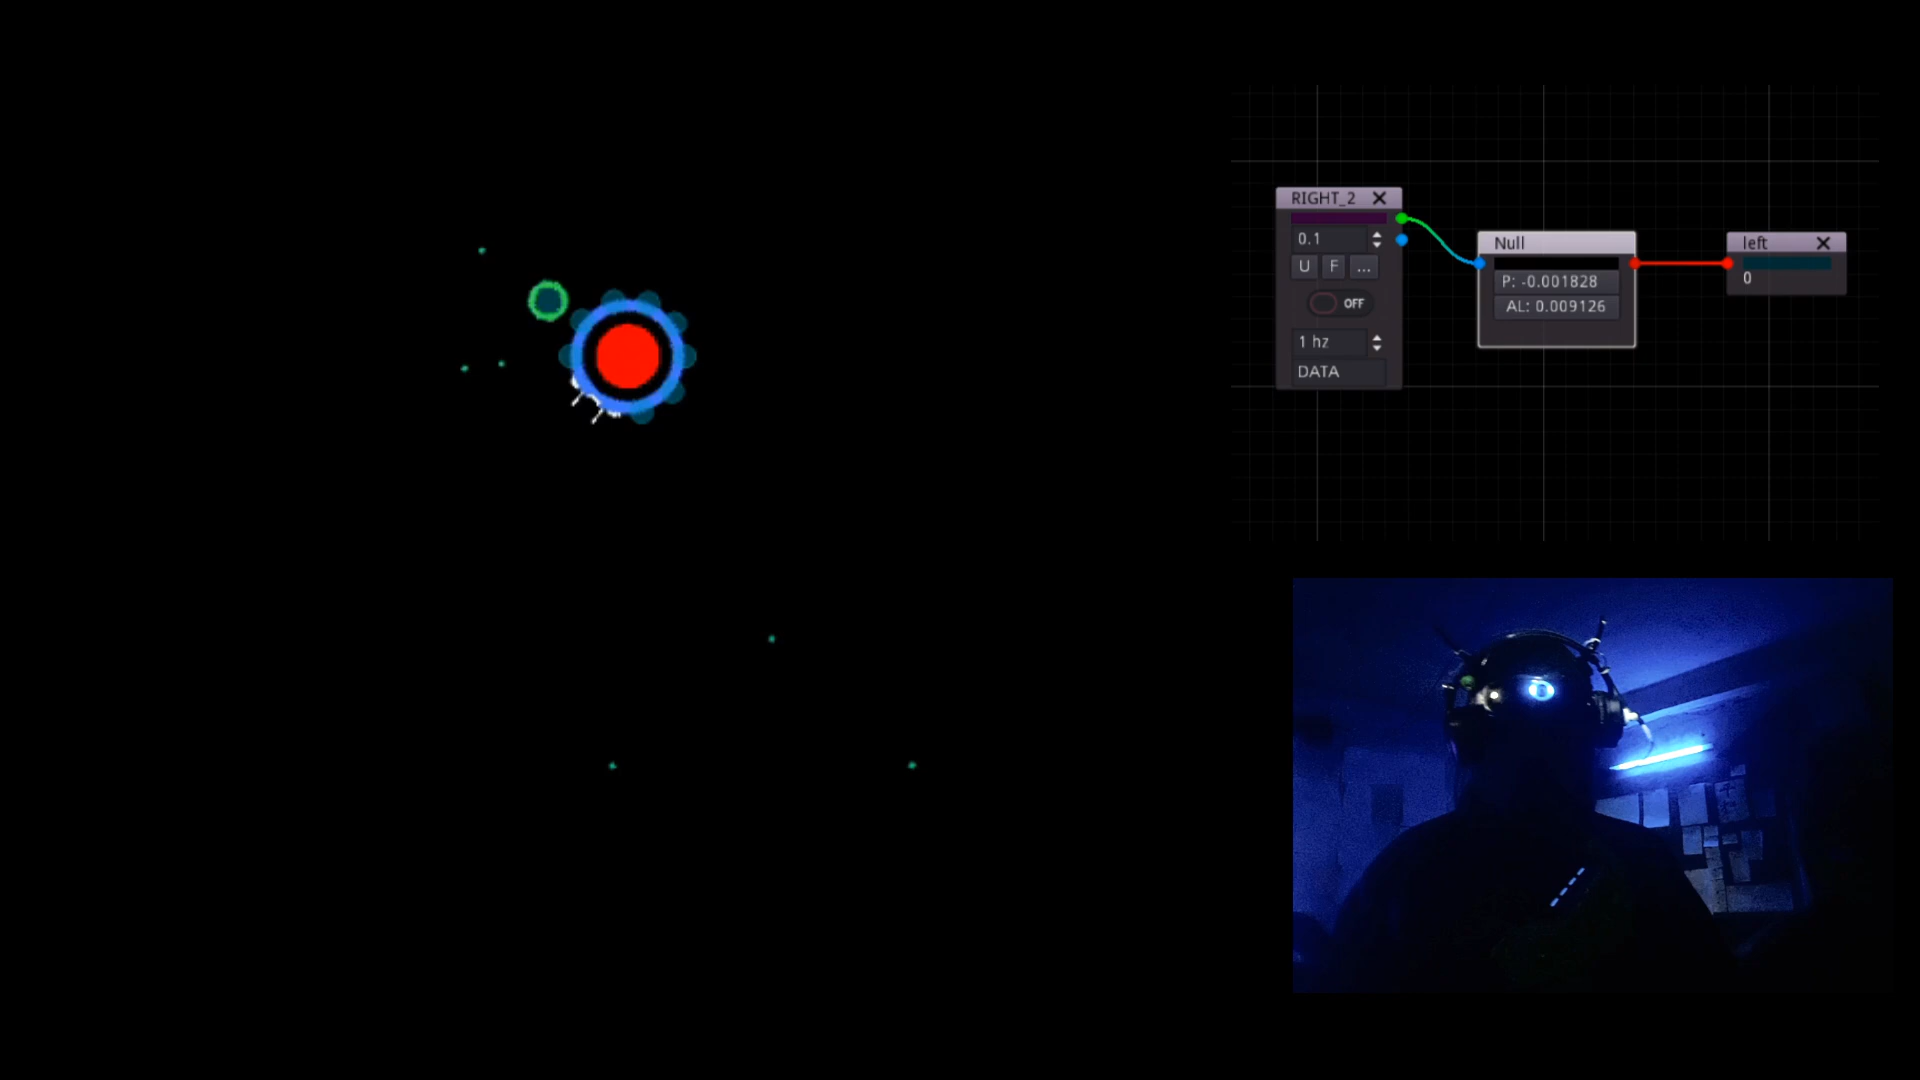 RIGHT_2
0.1
U F ...
OFF
1 hz
DATA
Null
P: -0.001828
AL: 0.009126
left
0